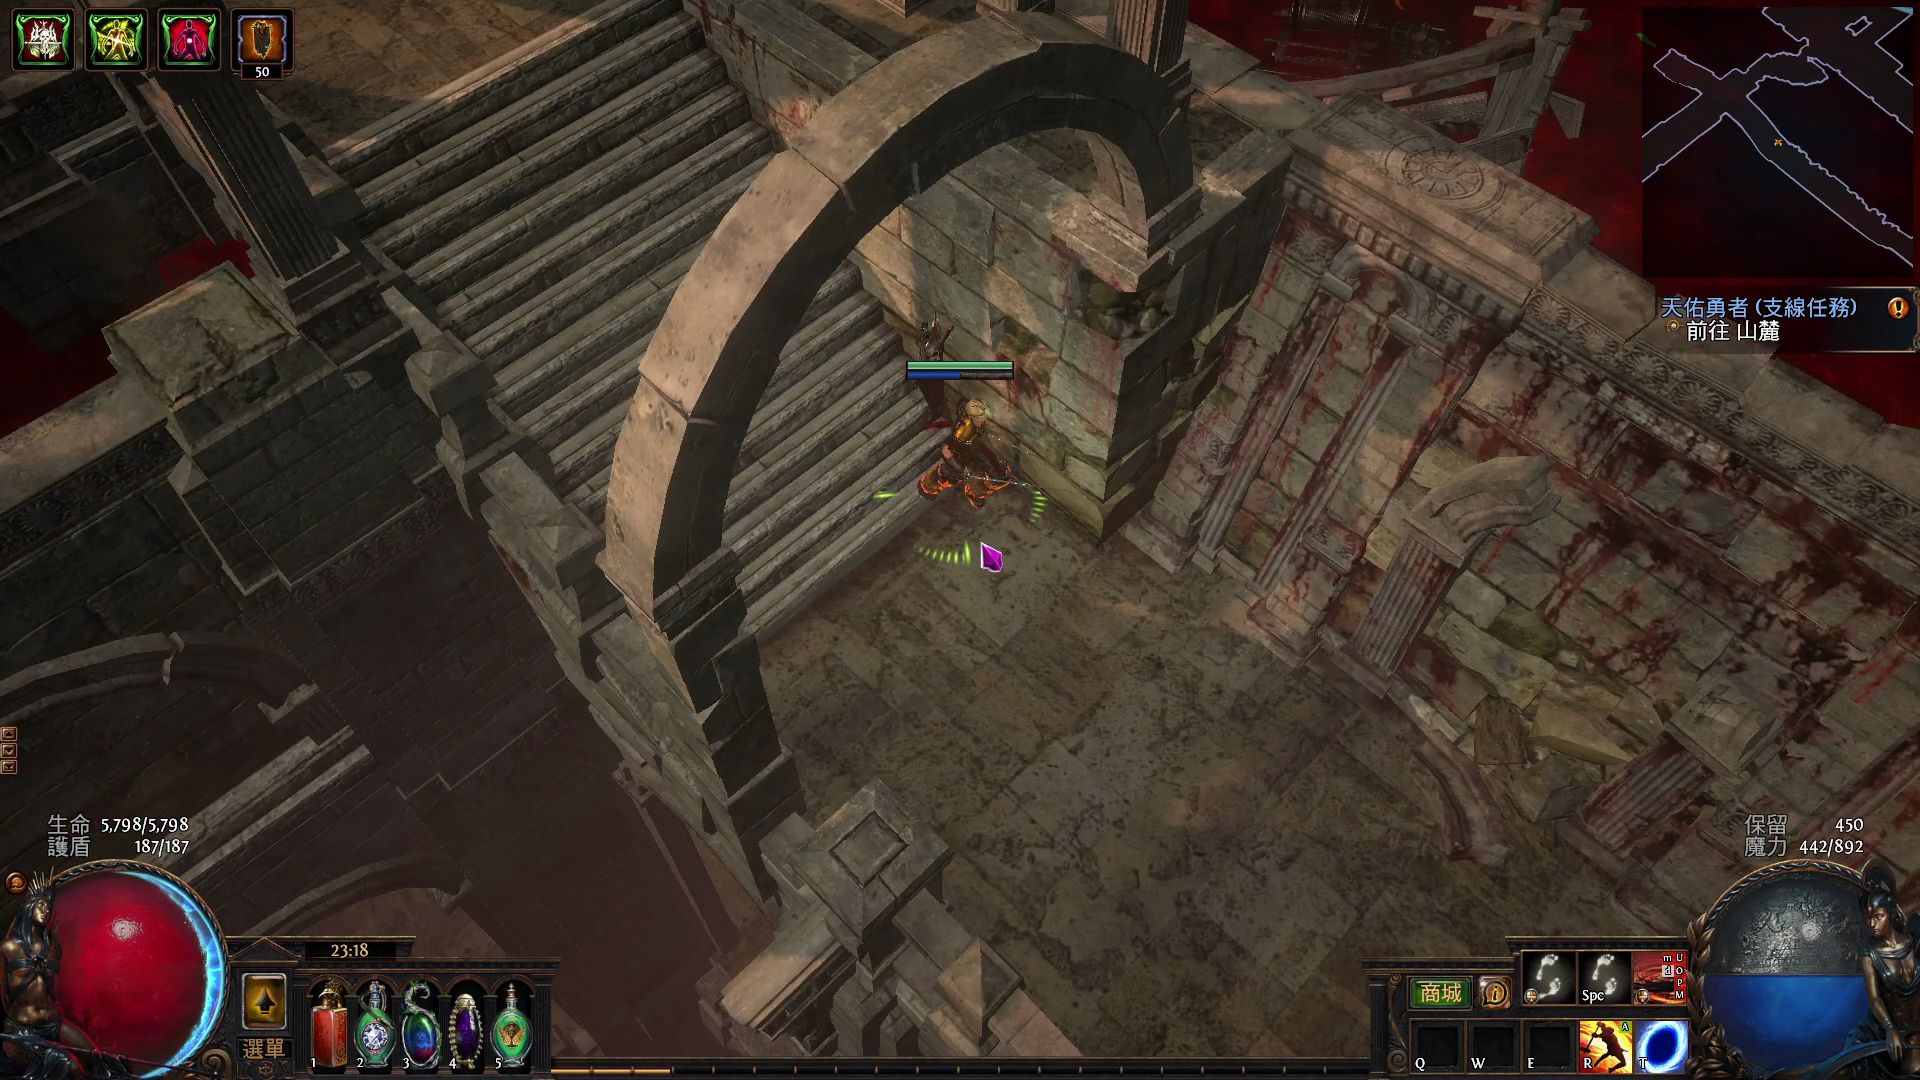 50
天佑勇者 (支線任務)
前往 山麓
生命 5,798/5,798
護盾 187/187
保留 450
魔力 442/892
23:18
選單
1
2
3
4
5
商城
Spc
m U
d O
P
M
Q
W
E
R
A
T